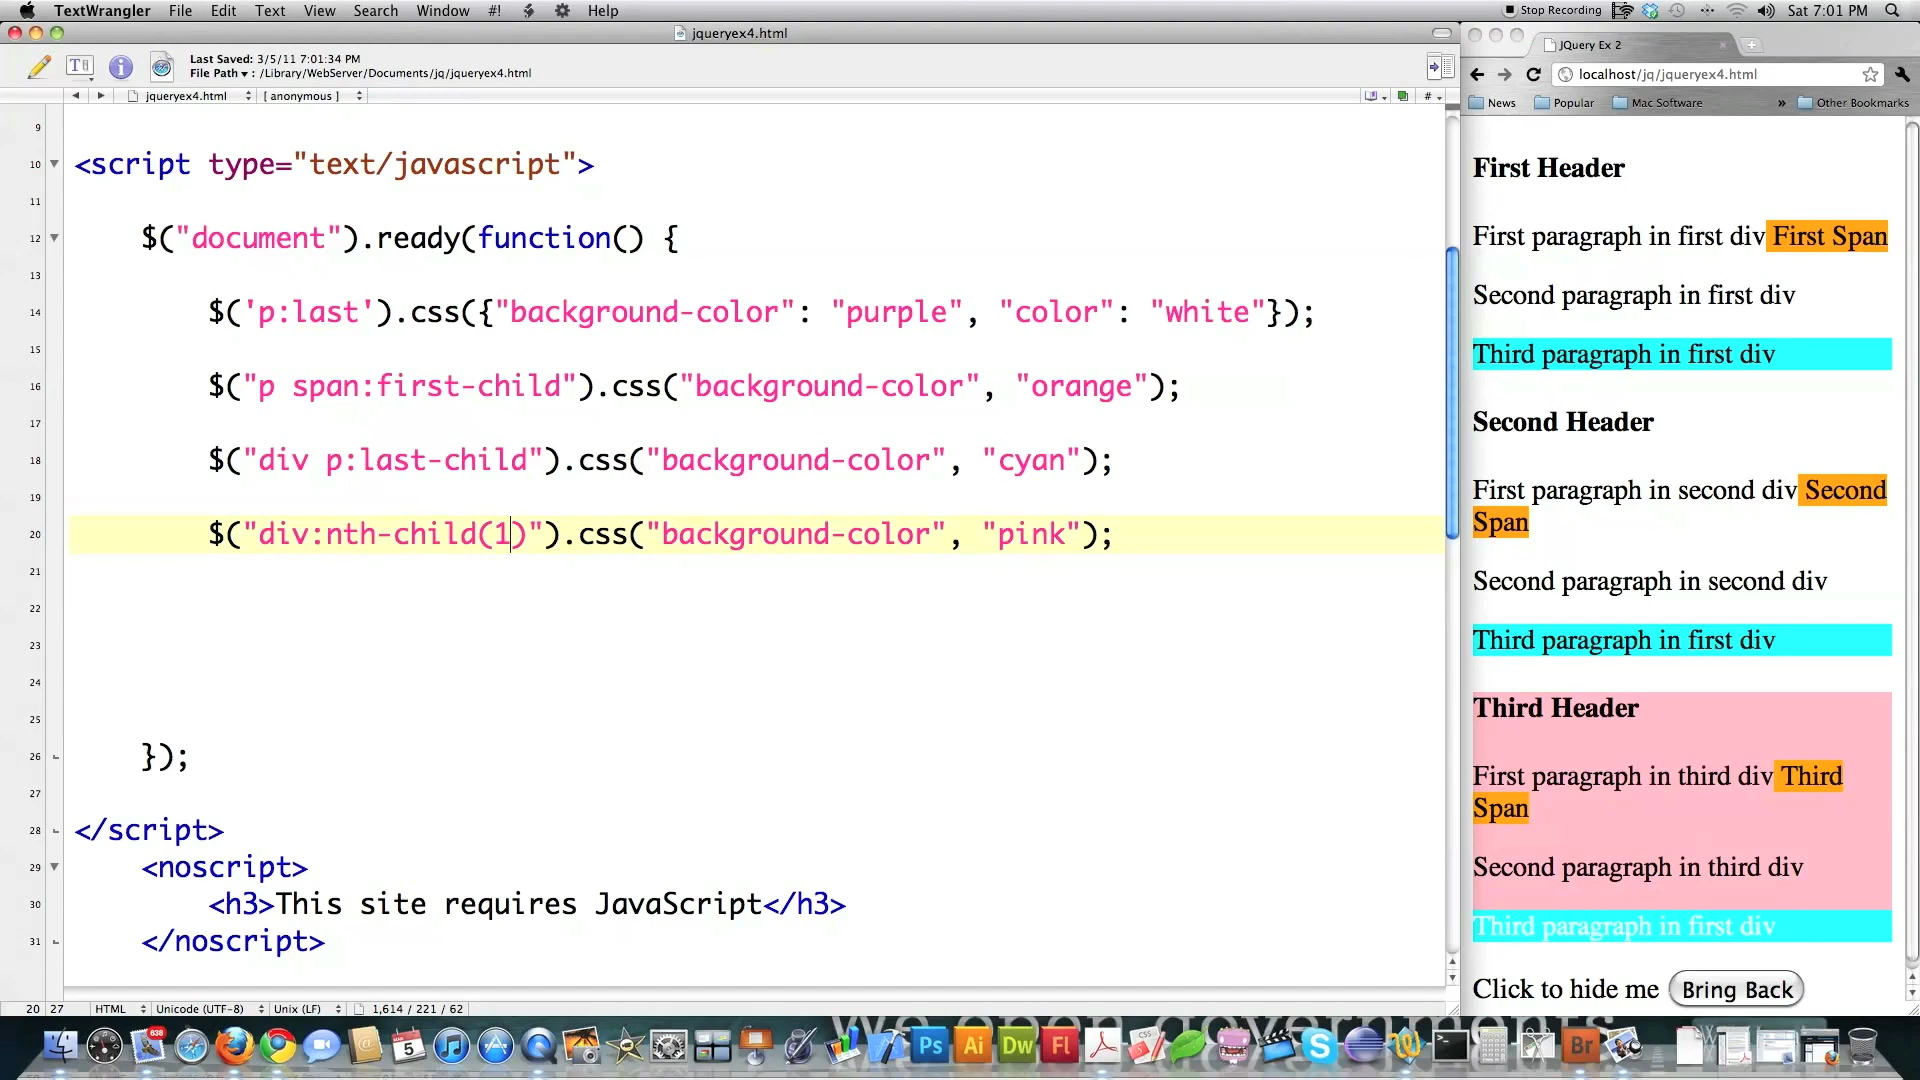 TextWrangler File Edit Text View Search Window #! Help
Stop Recording Sat 7:01 PM
jqueryex4.html
Last Saved: 3/5/11 7:01:34 PM
File Path ▾ : /Library/WebServer/Documents/jq/jqueryex4.html
jqueryex4.html [ anonymous ] #
9
10 <script type="text/javascript">
11
12 $("document").ready(function() {
13
14 $('p:last').css({"background-color": "purple", "color": "white"});
15
16 $("p span:first-child").css("background-color", "orange");
17
18 $("div p:last-child").css("background-color", "cyan");
19
20 $("div:nth-child(1)").css("background-color", "pink");
21
22
23
24
25
26 });
27
28 </script>
29 <noscript>
30 <h3>This site requires JavaScript</h3>
31 </noscript>
20 27 HTML Unicode (UTF-8) Unix (LF) 1,614 / 221 / 62
JQuery Ex 2
localhost/jq/jqueryex4.html
News Popular Mac Software » Other Bookmarks
First Header
First paragraph in first div First Span
Second paragraph in first div
Third paragraph in first div
Second Header
First paragraph in second div Second
Span
Second paragraph in second div
Third paragraph in first div
Third Header
First paragraph in third div Third
Span
Second paragraph in third div
Third paragraph in first div
Click to hide me Bring Back
638
5
Ps Ai Dw Fl
CSS
S
Br